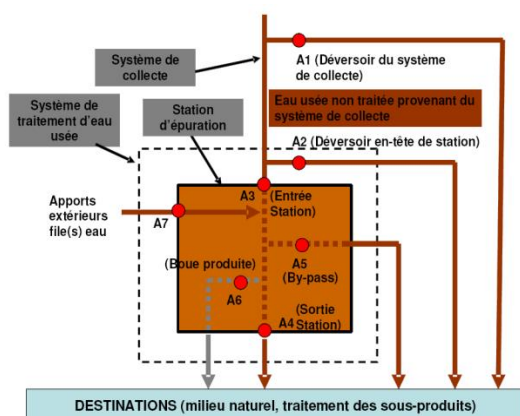 Système de
collecte
A1 (Déversoir du système
de collecte)
Système de
traitement d'eau
usée
Station
d'épuration
Eau usée non traitée provenant du
système de collecte
A2 (Déversoir en-tête de station)
Apports
extérieurs
file(s) eau
A7
A3
(Entrée
Station)
(Boue produite)
A6
A5
(By-pass)
(Sortie
Station)
A4
DESTINATIONS (milieu naturel, traitement des sous-produits)